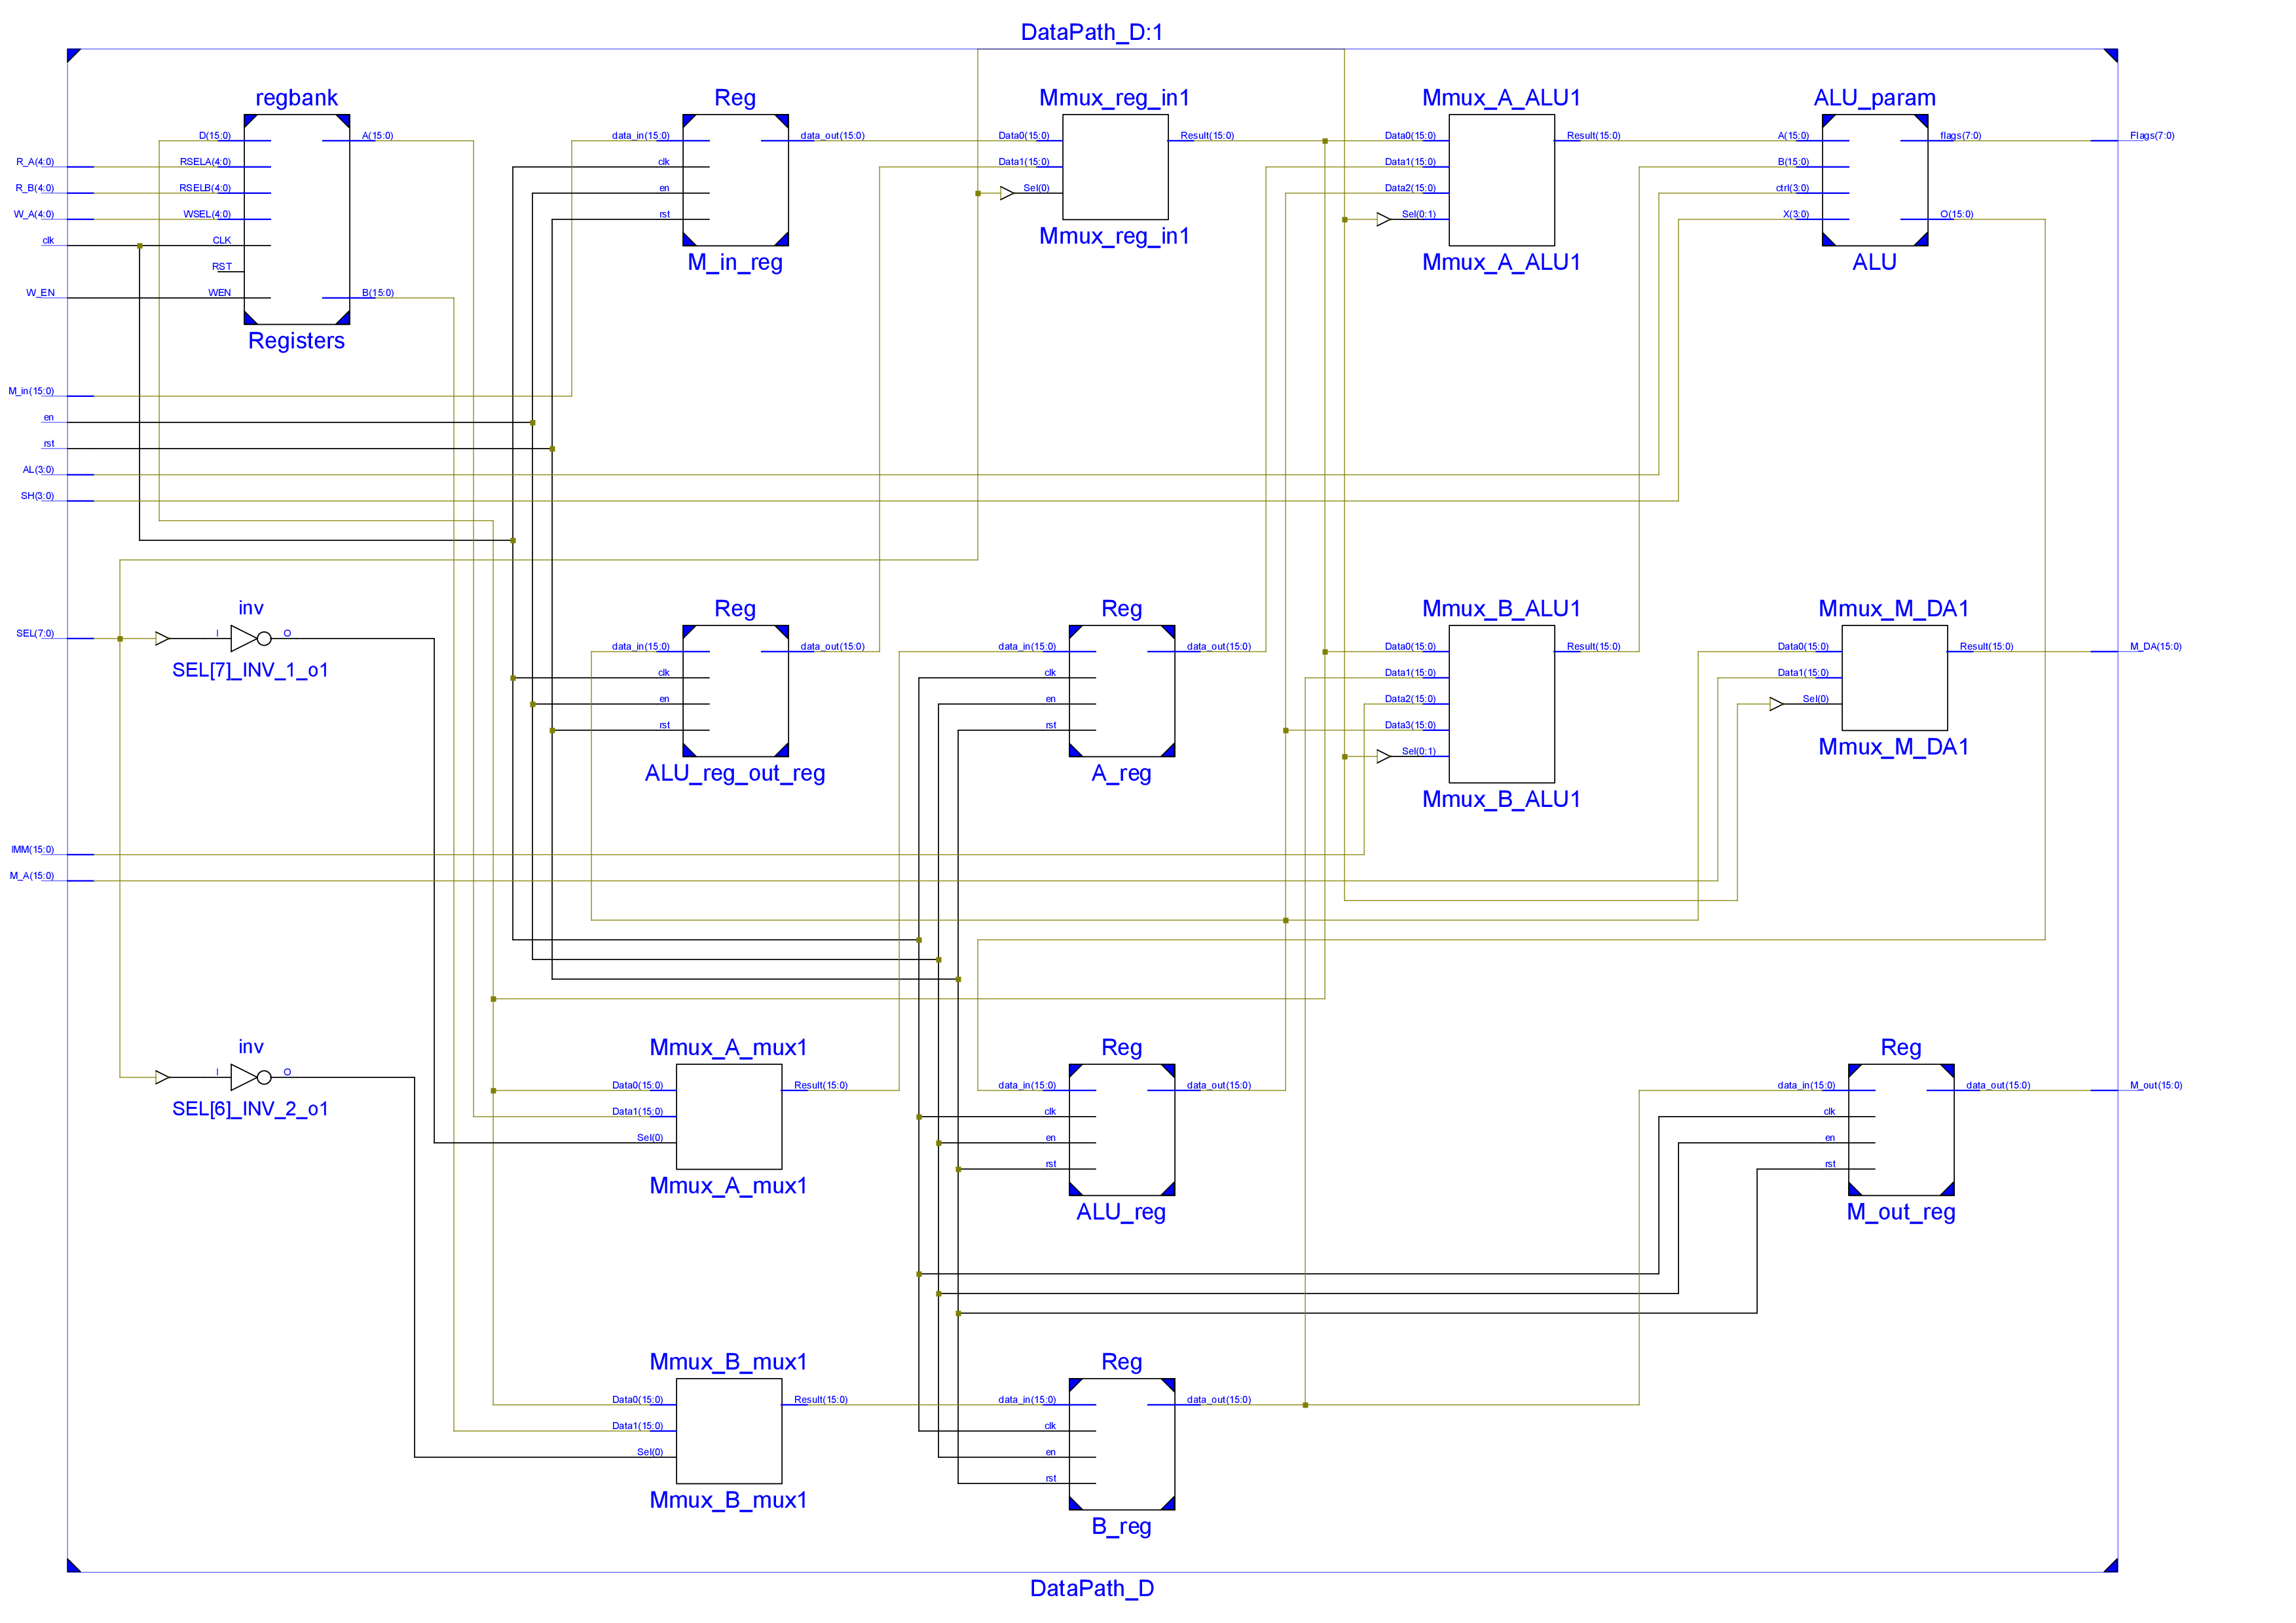 DataPath_D:1
regbank
D(15:0)
RSELA(4:0)
RSELB(4:0)
WSEL(4:0)
CLK
RST
WEN
A(15:0)
B(15:0)
Registers
R_A(4:0)
R_B(4:0)
W_A(4:0)
clk
W_EN
M_in(15:0)
en
rst
AL(3:0)
SH(3:0)
SEL(7:0)
IMM(15:0)
M_A(15:0)
Reg
data_in(15:0)
clk
en
rst
data_out(15:0)
M_in_reg
Mmux_reg_in1
Data0(15:0)
Data1(15:0)
Sel(0)
Result(15:0)
Mmux_reg_in1
Mmux_A_ALU1
Data0(15:0)
Data1(15:0)
Data2(15:0)
Sel(0:1)
Result(15:0)
Mmux_A_ALU1
ALU_param
A(15:0)
B(15:0)
ctrl(3:0)
X(3:0)
flags(7:0)
O(15:0)
ALU
Flags(7:0)
inv
I
O
SEL[7]_INV_1_o1
Reg
data_in(15:0)
clk
en
rst
data_out(15:0)
ALU_reg_out_reg
Reg
data_in(15:0)
clk
en
rst
data_out(15:0)
A_reg
Mmux_B_ALU1
Data0(15:0)
Data1(15:0)
Data2(15:0)
Data3(15:0)
Sel(0:1)
Result(15:0)
Mmux_B_ALU1
Mmux_M_DA1
Data0(15:0)
Data1(15:0)
Sel(0)
Result(15:0)
Mmux_M_DA1
M_DA(15:0)
inv
I
O
SEL[6]_INV_2_o1
Mmux_A_mux1
Data0(15:0)
Data1(15:0)
Sel(0)
Result(15:0)
Mmux_A_mux1
Reg
data_in(15:0)
clk
en
rst
data_out(15:0)
ALU_reg
Reg
data_in(15:0)
clk
en
rst
data_out(15:0)
M_out_reg
M_out(15:0)
Mmux_B_mux1
Data0(15:0)
Data1(15:0)
Sel(0)
Result(15:0)
Mmux_B_mux1
Reg
data_in(15:0)
clk
en
rst
data_out(15:0)
B_reg
DataPath_D